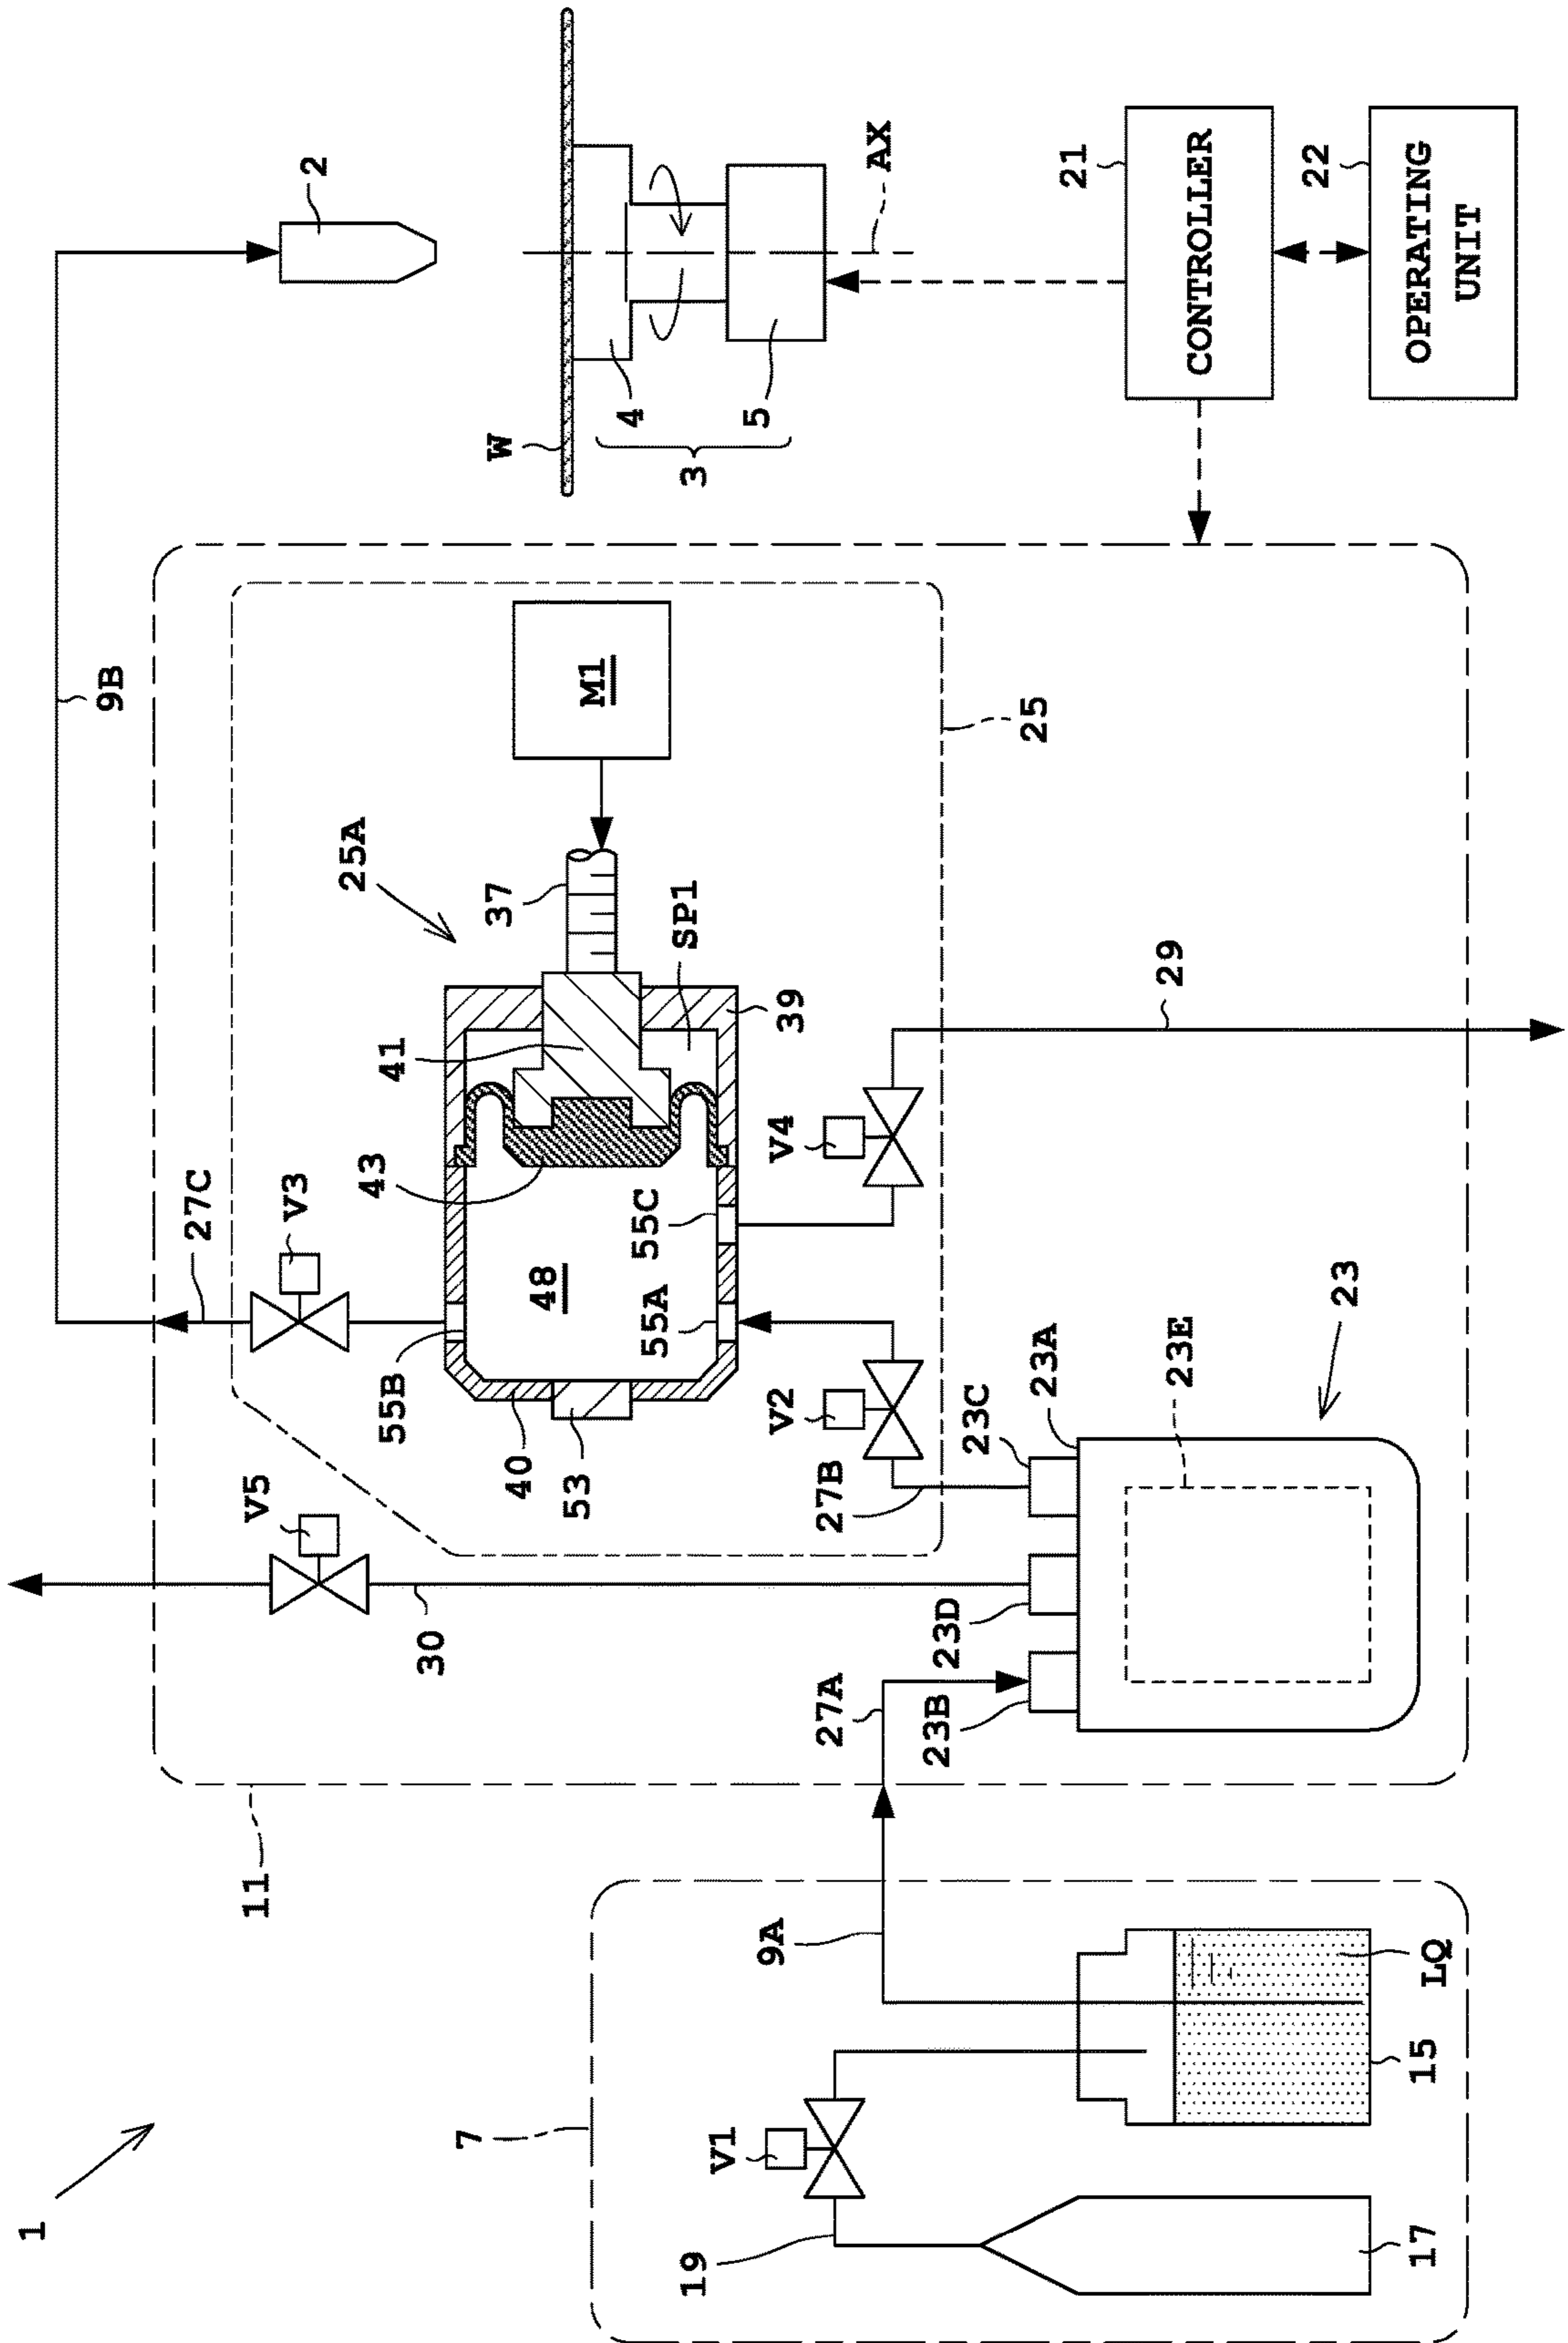 1
9B
27C
11
V5
V3
2
25A
43
41
55B
30
7
40
37
W
48
53
M1
4
55A
55C
SP1
3
19
V1
5
9A
V2
V4
39
27A
27B
AX
23B
23D
23C
25
23A
21
29
23E
CONTROLLER
22
23
OPERATING
UNIT
17
15
LQ